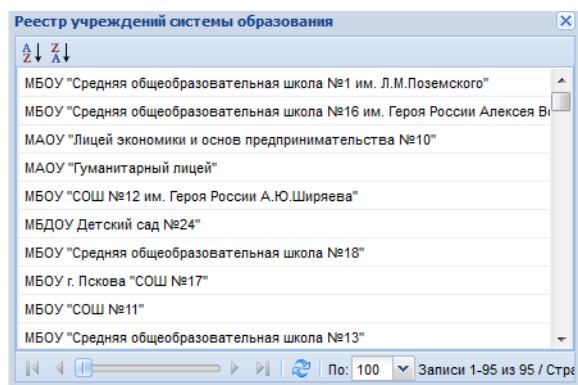 Реестр учреждений системы образования
A Z Z A
МБОУ "Средняя общеобразовательная школа №1 им. Л.М.Поземского"
МБОУ "Средняя общеобразовательная школа №16 им. Героя России Алексея
МАОУ "Лицей экономики и основ предпринимательства №10"
МАОУ "Гуманитарный лицей"
МБОУ "СОШ №12 им. Героя России А.Ю.Ширяева"
МБДОУ Детский сад №24"
МБОУ "Средняя общеобразовательная школа №18"
МБОУ г. Пскова "СОШ №17"
МБОУ "СОШ №11"
МБОУ "Средняя общеобразовательная школа №13"
По: 100 Записи 1-95 из 95 / Стра